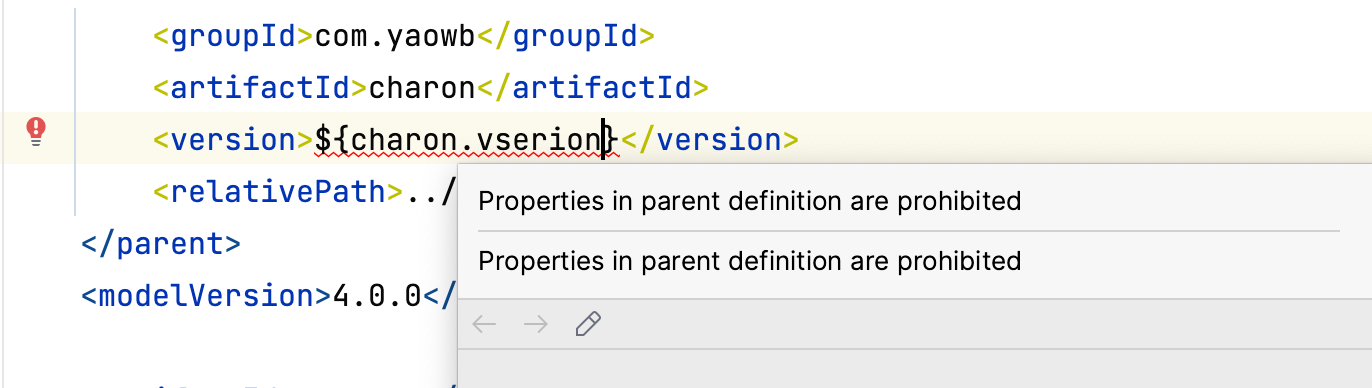 <groupId>com.yaowb</groupId>
<artifactId>charon</artifactId>
<version>${charon.vserion}</version>
<relativePath>../
Properties in parent definition are prohibited
</parent>
Properties in parent definition are prohibited
<modelVersion>4.0.0</